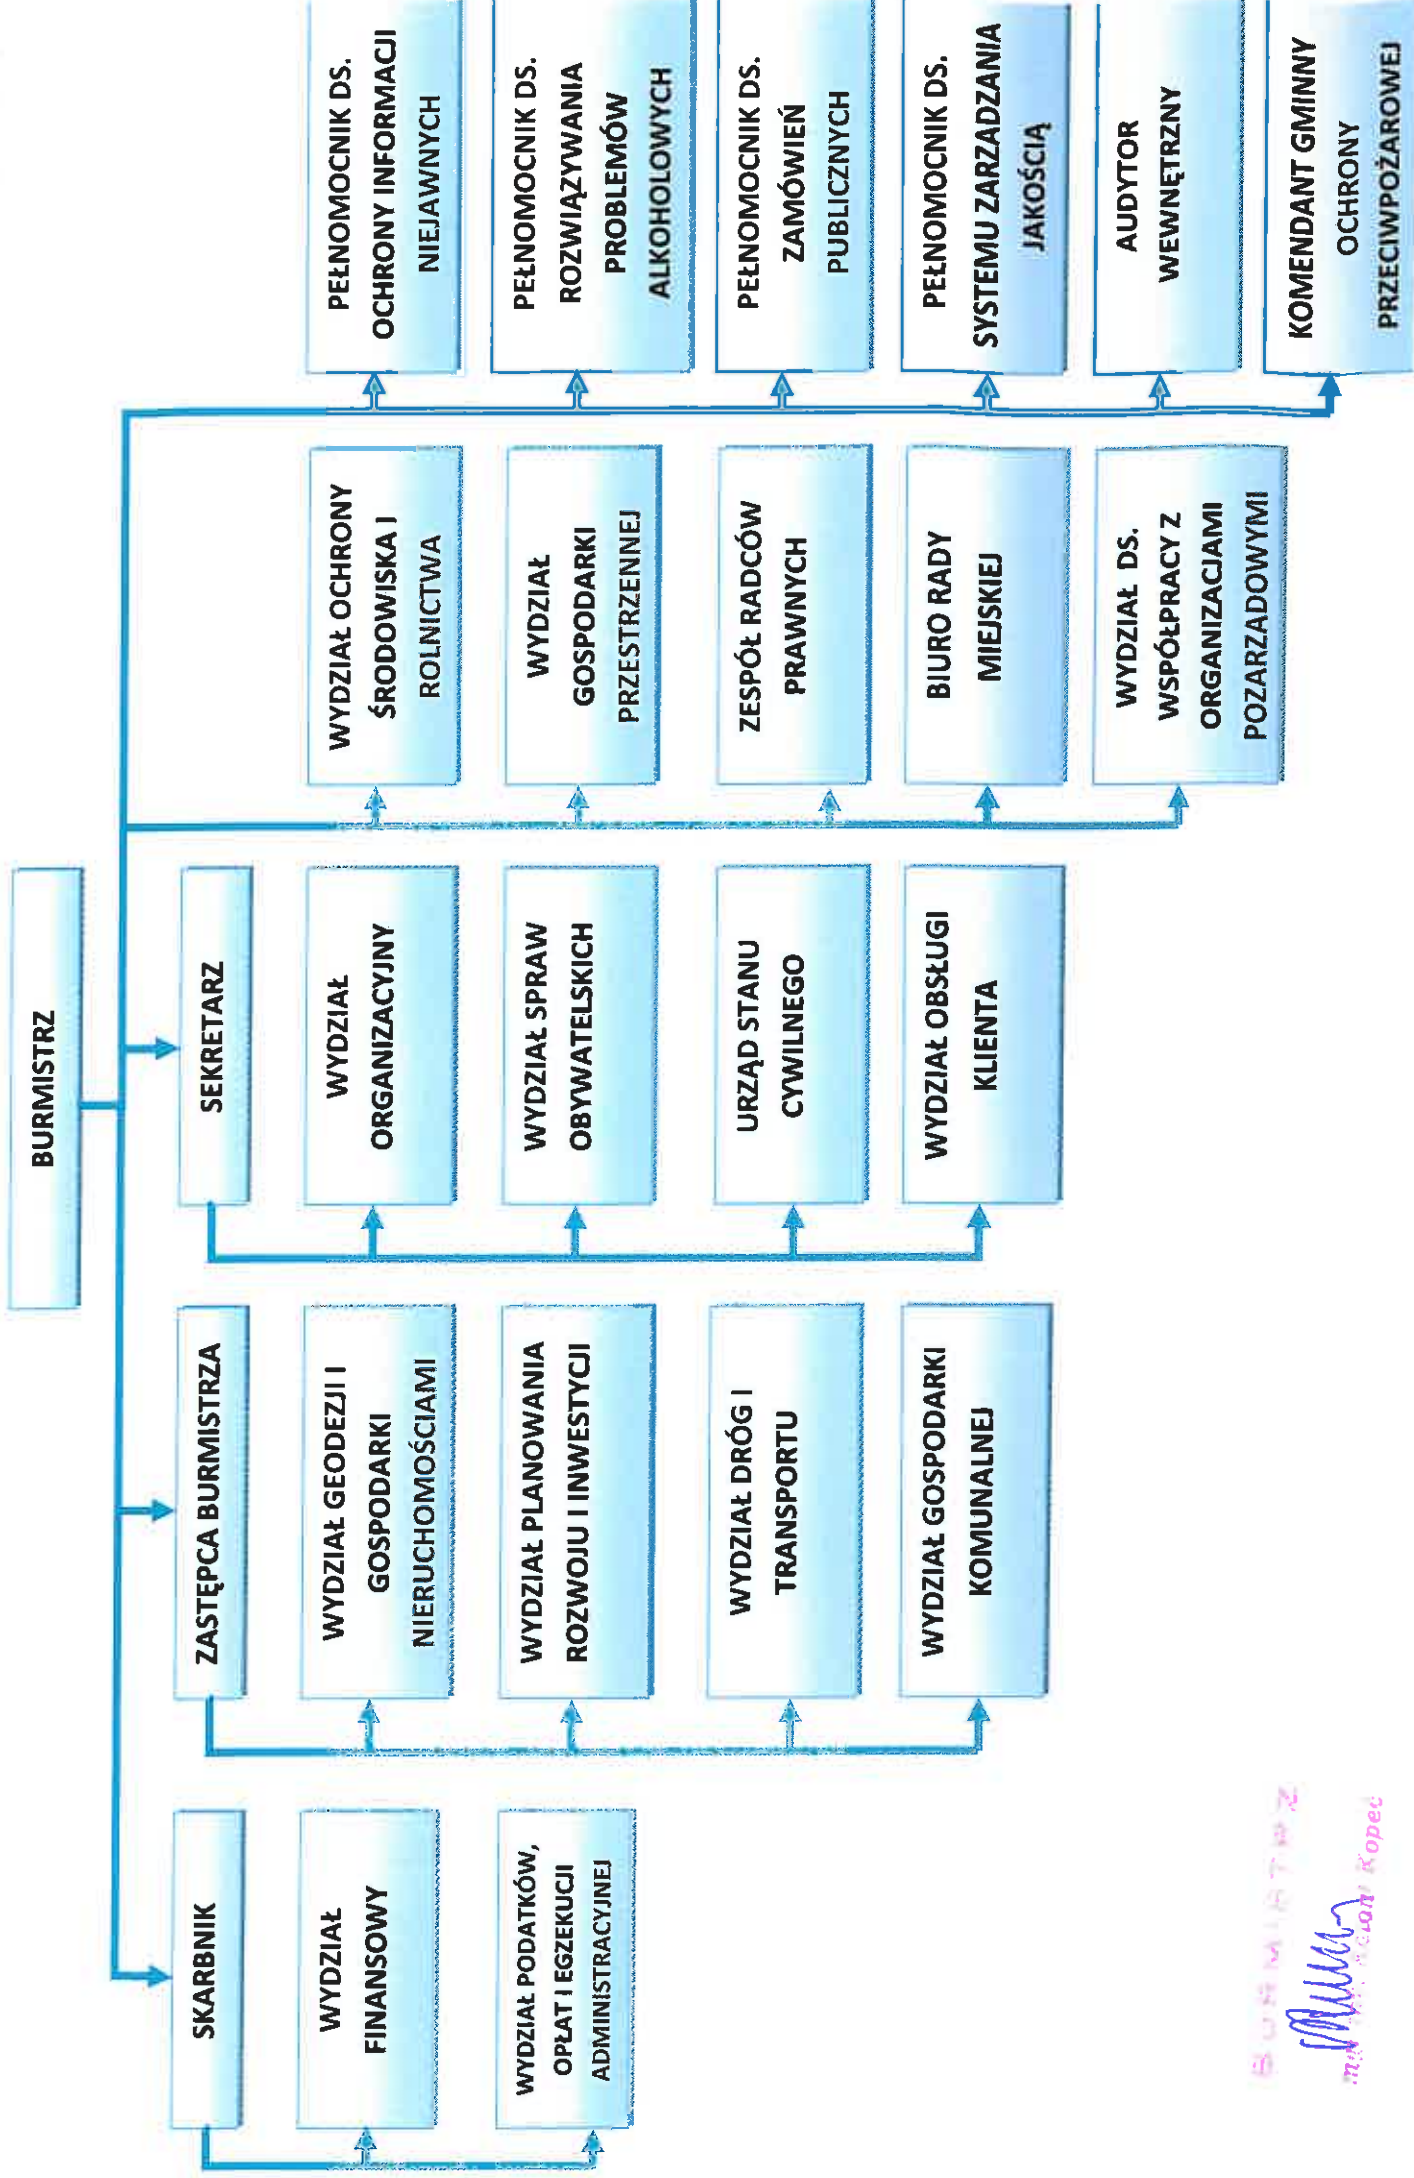 BURMISTRZ
SKARBNIK
WYDZIAŁ
FINANSOWY
WYDZIAŁ PODATKÓW,
OPŁAT I EGZEKUCJI
ADMINISTRACYJNEJ
ZASTĘPCA BURMISTRZA
WYDZIAŁ GEODEZJI I
GOSPODARKI
NIERUCHOMOŚCIAMI
WYDZIAŁ PLANOWANIA
ROZWOJU I INWESTYCJI
WYDZIAŁ DRÓG I
TRANSPORTU
WYDZIAŁ GOSPODARKI
KOMUNALNEJ
SEKRETARZ
WYDZIAŁ
ORGANIZACYJNY
WYDZIAŁ SPRAW
OBYWATELSKICH
URZĄD STANU
CYWILNEGO
WYDZIAŁ OBSŁUGI
KLIENTA
WYDZIAŁ OCHRONY
ŚRODOWISKA I
ROLNICTWA
WYDZIAŁ
GOSPODARKI
PRZESTRZENNEJ
ZESPÓŁ RADCÓW
PRAWNYCH
BIURO RADY
MIEJSKIEJ
WYDZIAŁ DS.
WSPÓŁPRACY Z
ORGANIZACJAMI
POZARZADOWYMI
PEŁNOMOCNIK DS.
OCHRONY INFORMACJI
NIEJAWNYCH
PEŁNOMOCNIK DS.
ROZWIĄZYWANIA
PROBLEMÓW
ALKOHOLOWYCH
PEŁNOMOCNIK DS.
ZAMÓWIEŃ
PUBLICZNYCH
PEŁNOMOCNIK DS.
SYSTEMU ZARZADZANIA
JAKOŚCIĄ
AUDYTOR
WEWNĘTRZNY
KOMENDANT GMINNY
OCHRONY
PRZECIWPOŻAROWEJ
BURMISTRZ
Kopeć